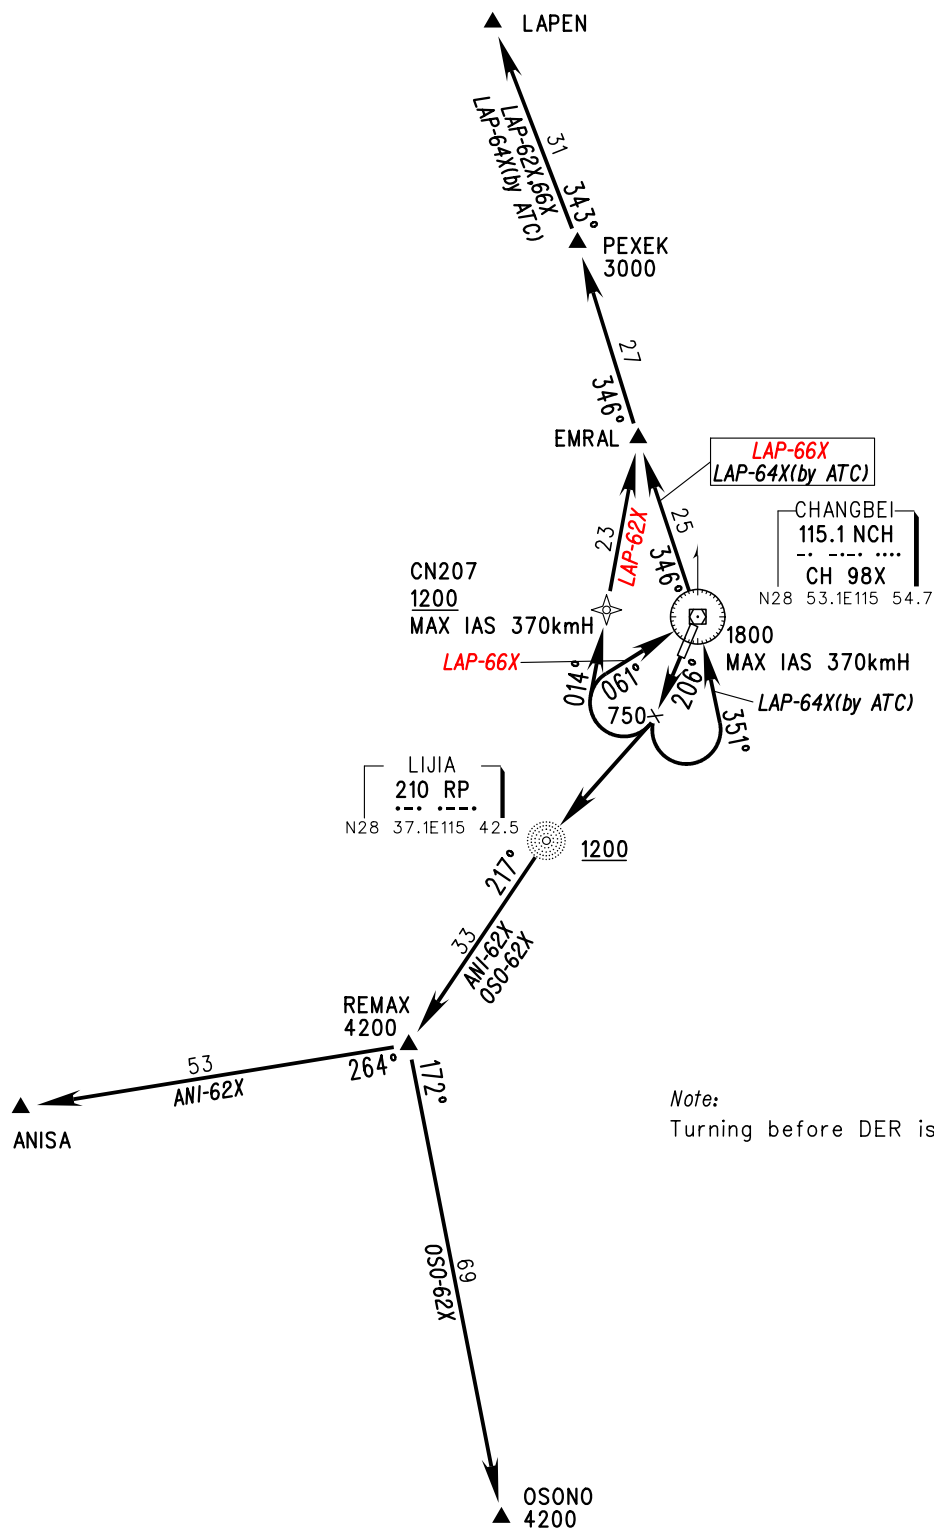 LAPEN
31
LAP-62X,66X
LAP-64X(by ATC)
343°
PEXEK
3000
27
346°
EMRAL
LAP-66X
LAP-64X(by ATC)
25
346°
23
LAP-62X
CHANGBEI
115.1 NCH
CH 98X
N28 53.1E115 54.7
CN207
1200
MAX IAS 370kmH
1800
MAX IAS 370kmH
LAP-66X
014°
061°
206°
LAP-64X(by ATC)
351°
750
LIJIA
210 RP
N28 37.1E115 42.5
1200
217°
33
ANI-62X
OSO-62X
REMAX
4200
53
264°
172°
ANI-62X
ANISA
Note:
Turning before DER is
69
OSO-62X
OSONO
4200